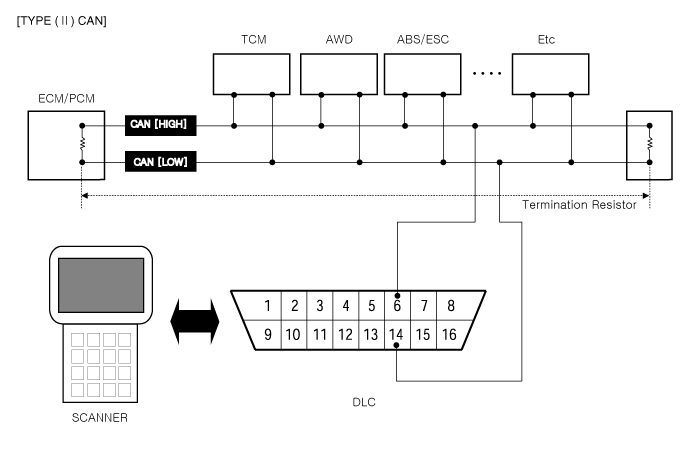 [TYPE (Ⅱ) CAN]
TCM AWD ABS/ESC Etc
ECM/PCM
CAN [HIGH]
CAN [LOW]
Termination Resistor
1 2 3 4 5 6 7 8
9 10 11 12 13 14 15 16
DLC
SCANNER